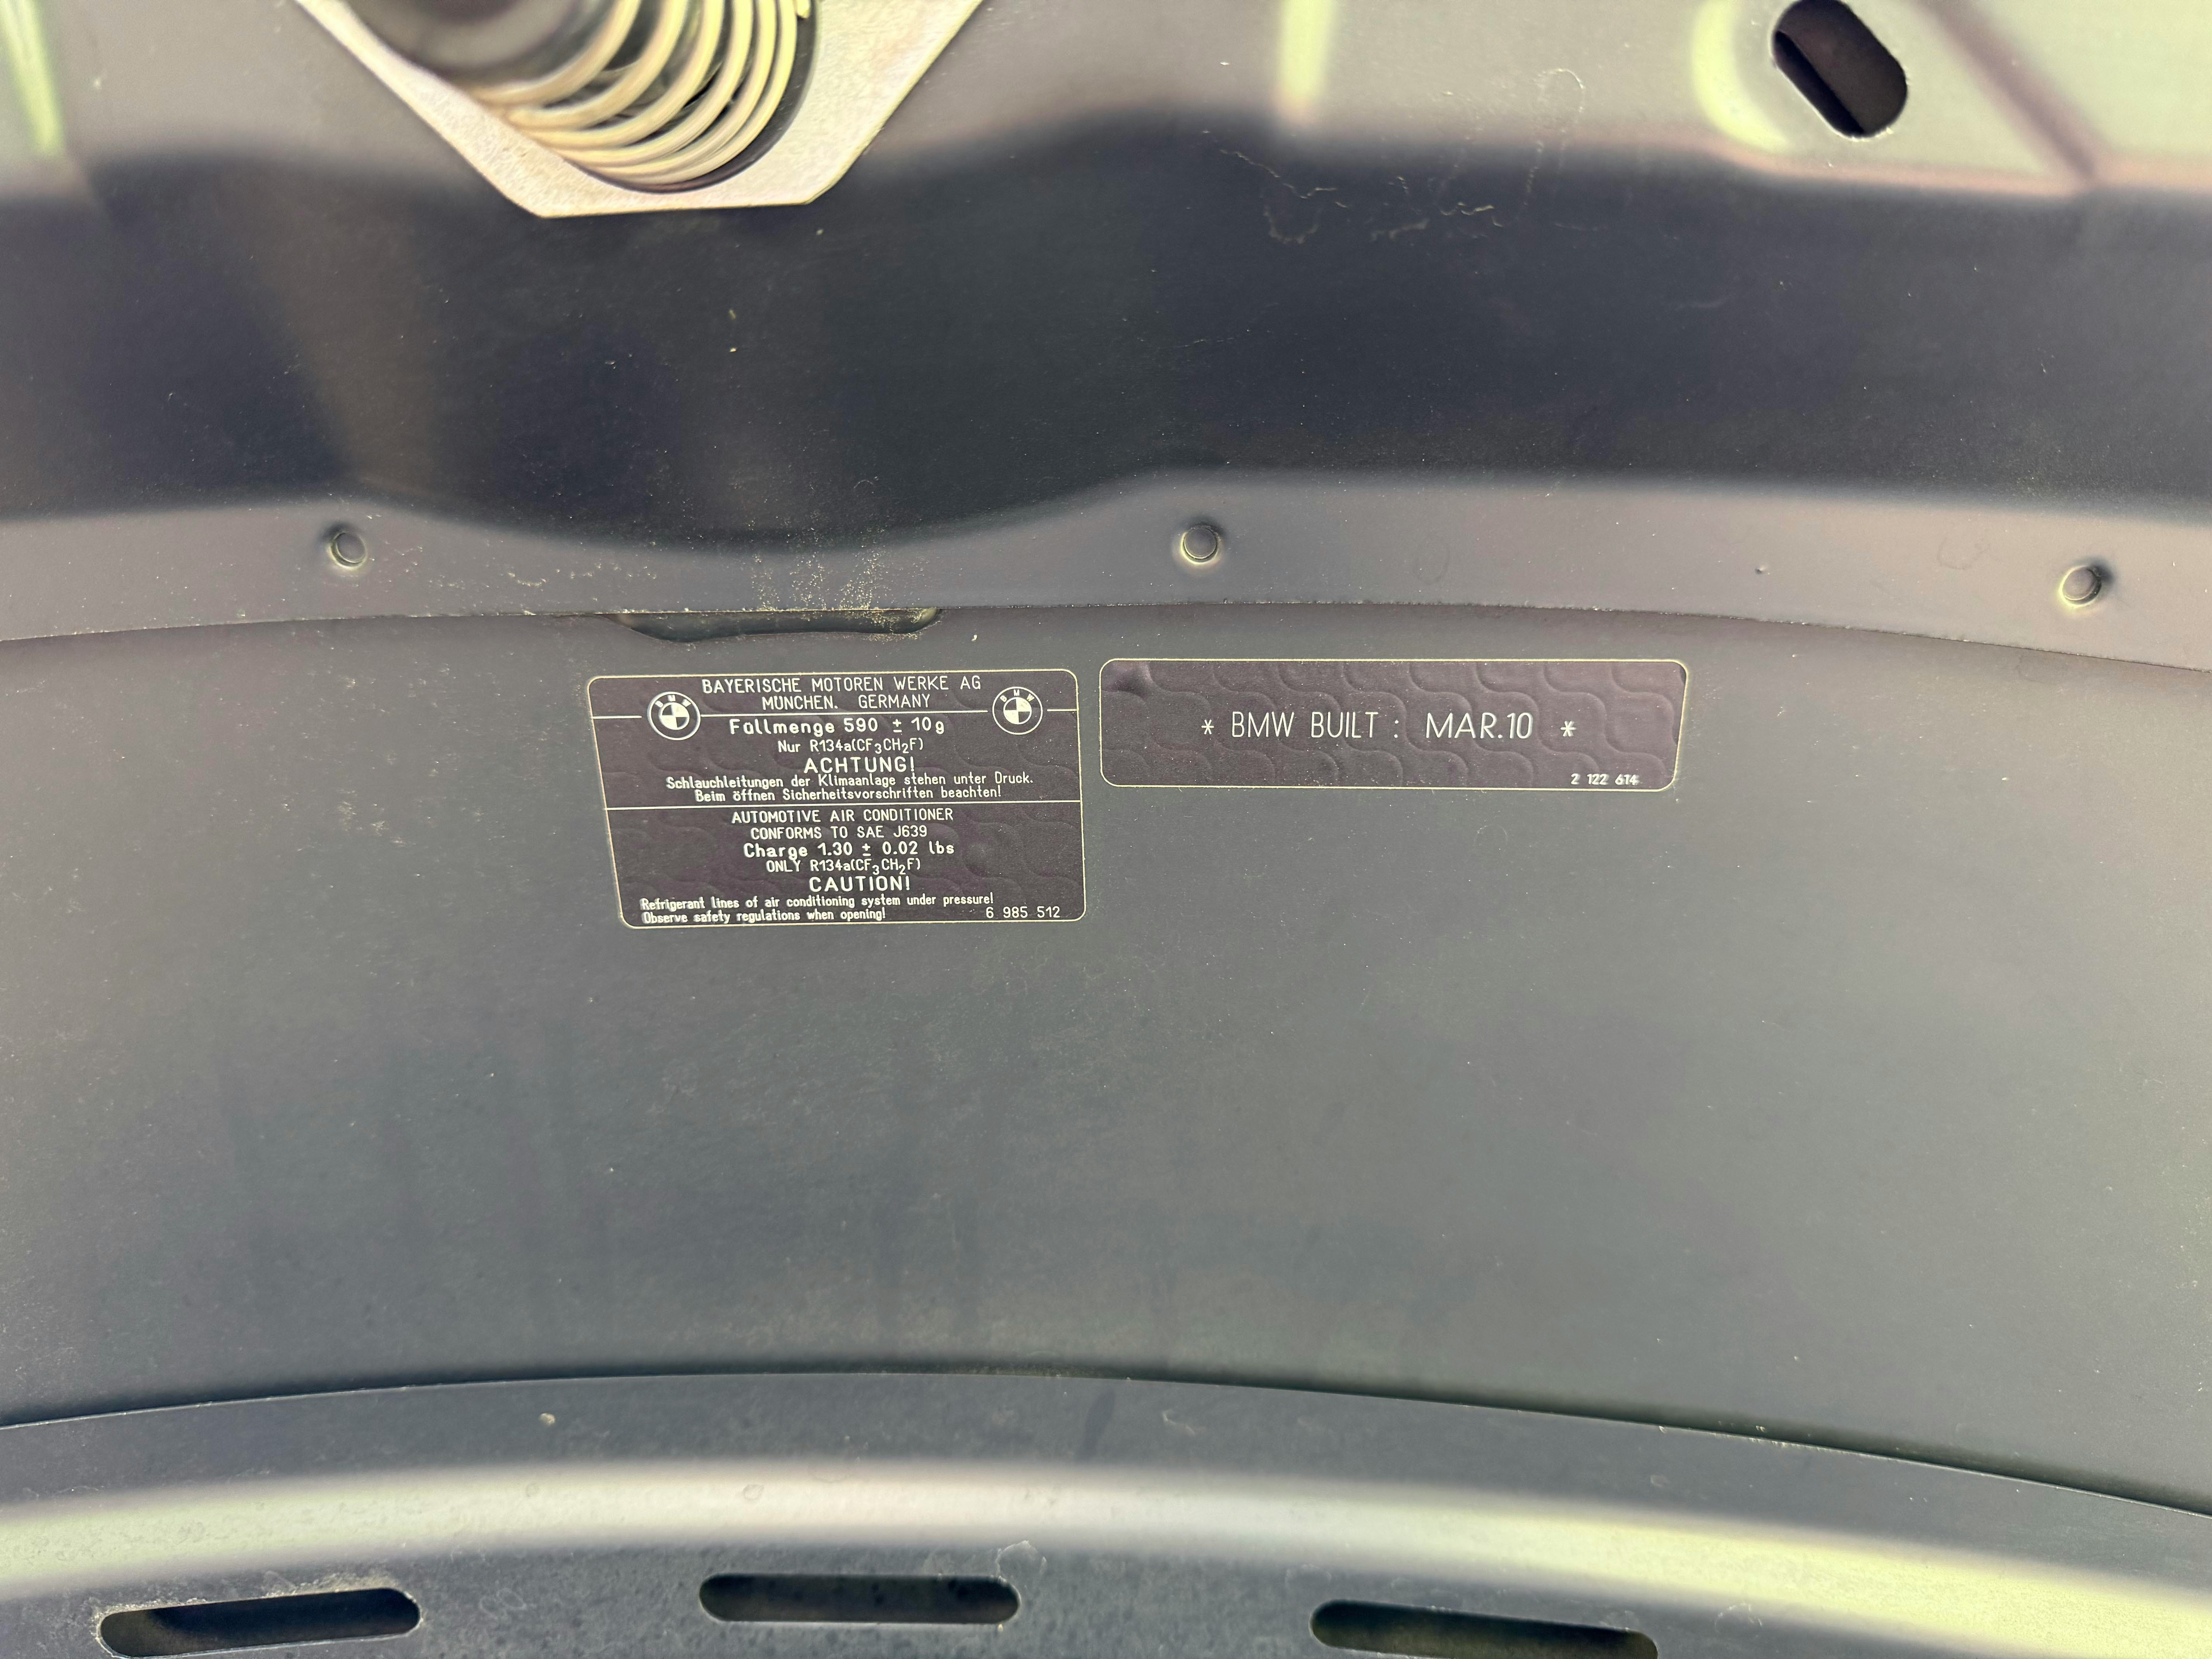 BAYERISCHE MOTOREN WERKE AG
MÜNCHEN. GERMANY
BMW
BMW
Füllmenge 590 ± 10g
Nur R134a(CF₃CH₂F)
ACHTUNG!
Schlauchleitungen der Klimaanlage stehen unter Druck.
Beim öffnen Sicherheitsvorschriften beachten!
AUTOMOTIVE AIR CONDITIONER
CONFORMS TO SAE J639
Charge 1.30 ± 0.02 lbs
ONLY R134a(CF₃CH₂F)
CAUTION!
Refrigerant lines of air conditioning system under pressure!
Observe safety regulations when opening! 6 985 512
* BMW BUILT : MAR.10 *
2 122 614